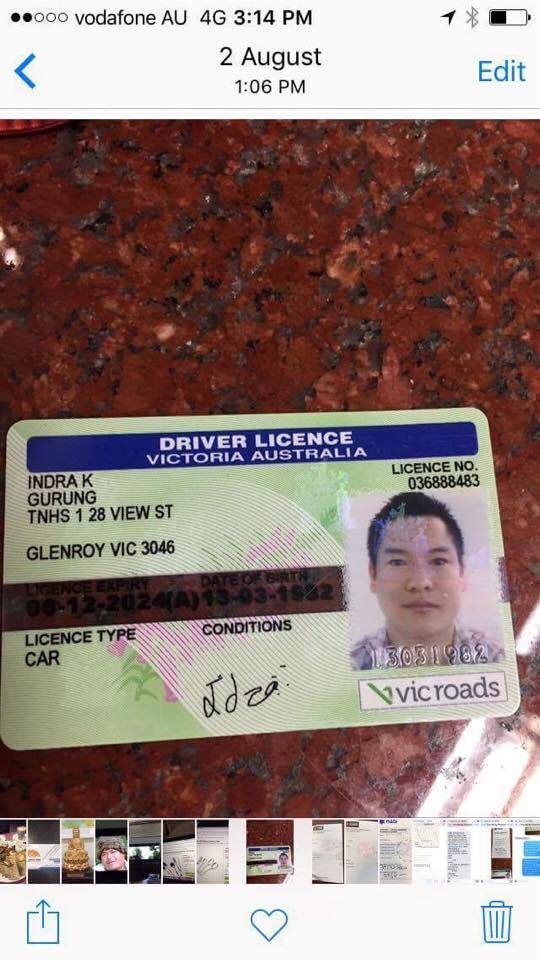 vodafone AU 4G 3:14 PM
2 August
1:06 PM
Edit
DRIVER LICENCE
VICTORIA AUSTRALIA
INDRA K
GURUNG
TNHS 1 28 VIEW ST
GLENROY VIC 3046
LICENCE NO.
036888483
LICENCE EXPIRY DATE OF BIRTH
06-12-2024(A) 13-03-1982
LICENCE TYPE CONDITIONS
CAR
13031982
vicroads